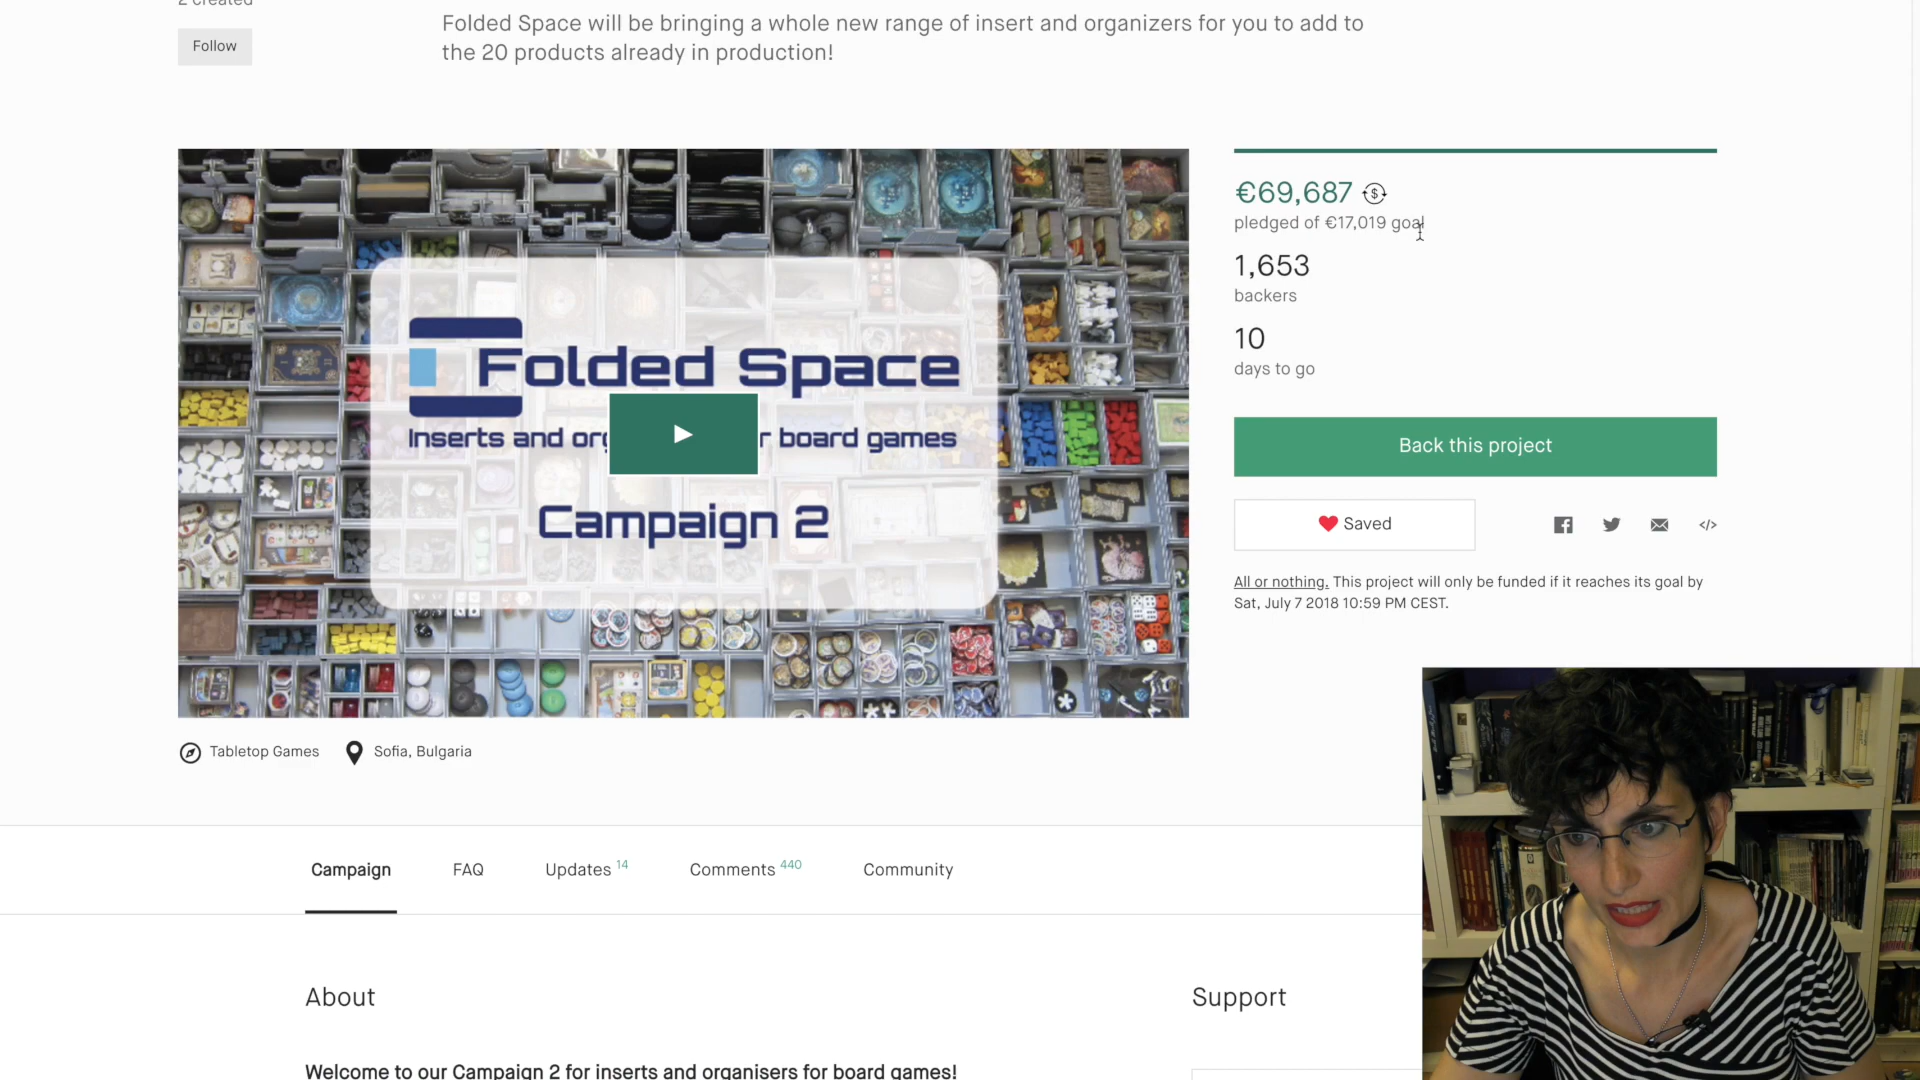 2 created
Follow
Folded Space will be bringing a whole new range of insert and organizers for you to add to
the 20 products already in production!
Folded Space
Inserts and or r board games
Campaign 2
€69,687
pledged of €17,019 goal
1,653
backers
10
days to go
Back this project
Saved
All or nothing. This project will only be funded if it reaches its goal by
Sat, July 7 2018 10:59 PM CEST.
Tabletop Games
Sofia, Bulgaria
Campaign
FAQ
Updates 14
Comments 440
Community
About
Support
Welcome to our Campaign 2 for inserts and organisers for board games!